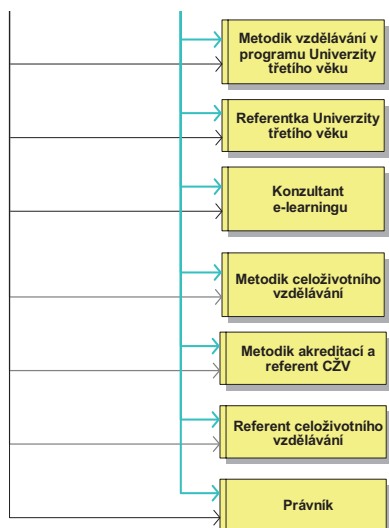 Metodik vzdělávání v
programu Univerzity
třetího věku
Referentka Univerzity
třetího věku
Konzultant
e-learningu
Metodik celoživotního
vzdělávání
Metodik akreditací a
referent CŽV
Referent celoživotního
vzdělávání
Právník